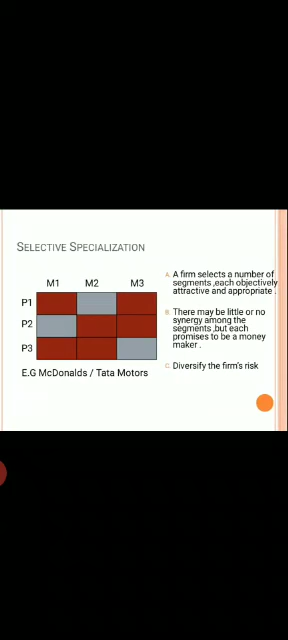 SELECTIVE SPECIALIZATION
M1 M2 M3
P1
P2
P3
E.G McDonalds / Tata Motors
A. A firm selects a number of
segments ,each objectively
attractive and appropriate .
B. There may be little or no
synergy among the
segments ,but each
promises to be a money
maker .
C. Diversify the firm's risk